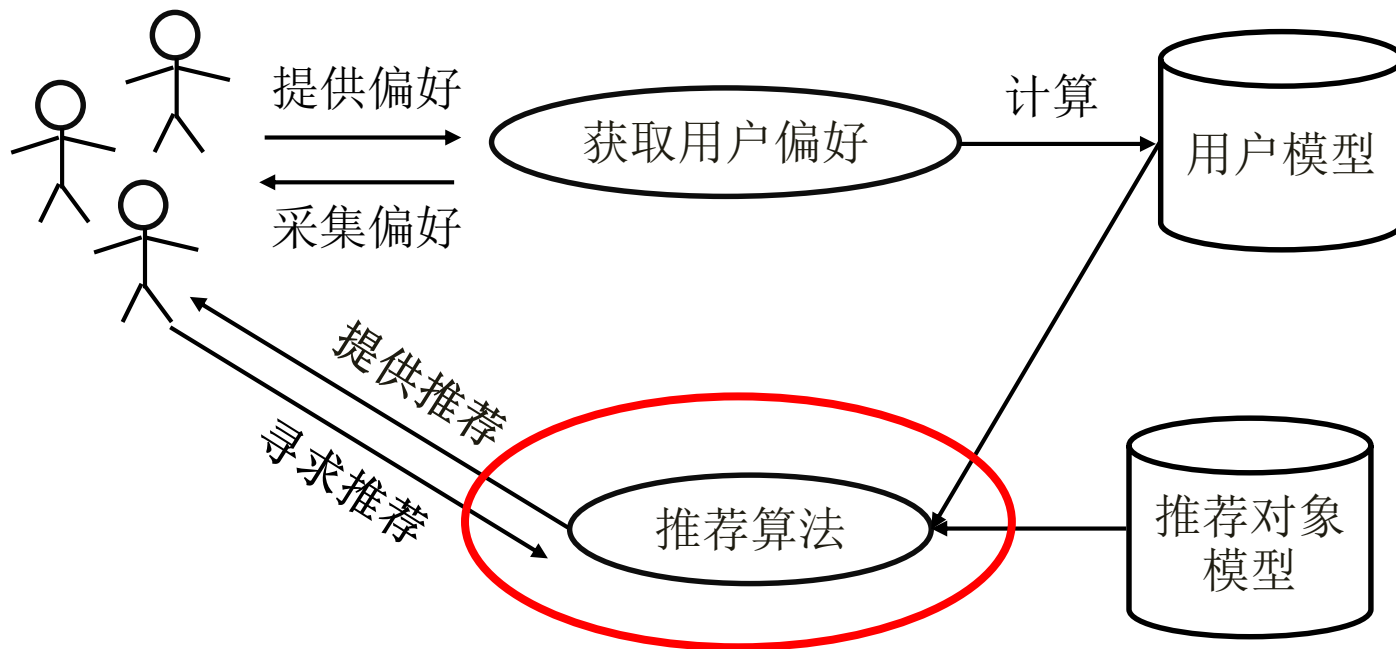 提供偏好
计算
获取用户偏好
用户模型
采集偏好
提供推荐
寻求推荐
推荐算法
推荐对象
模型